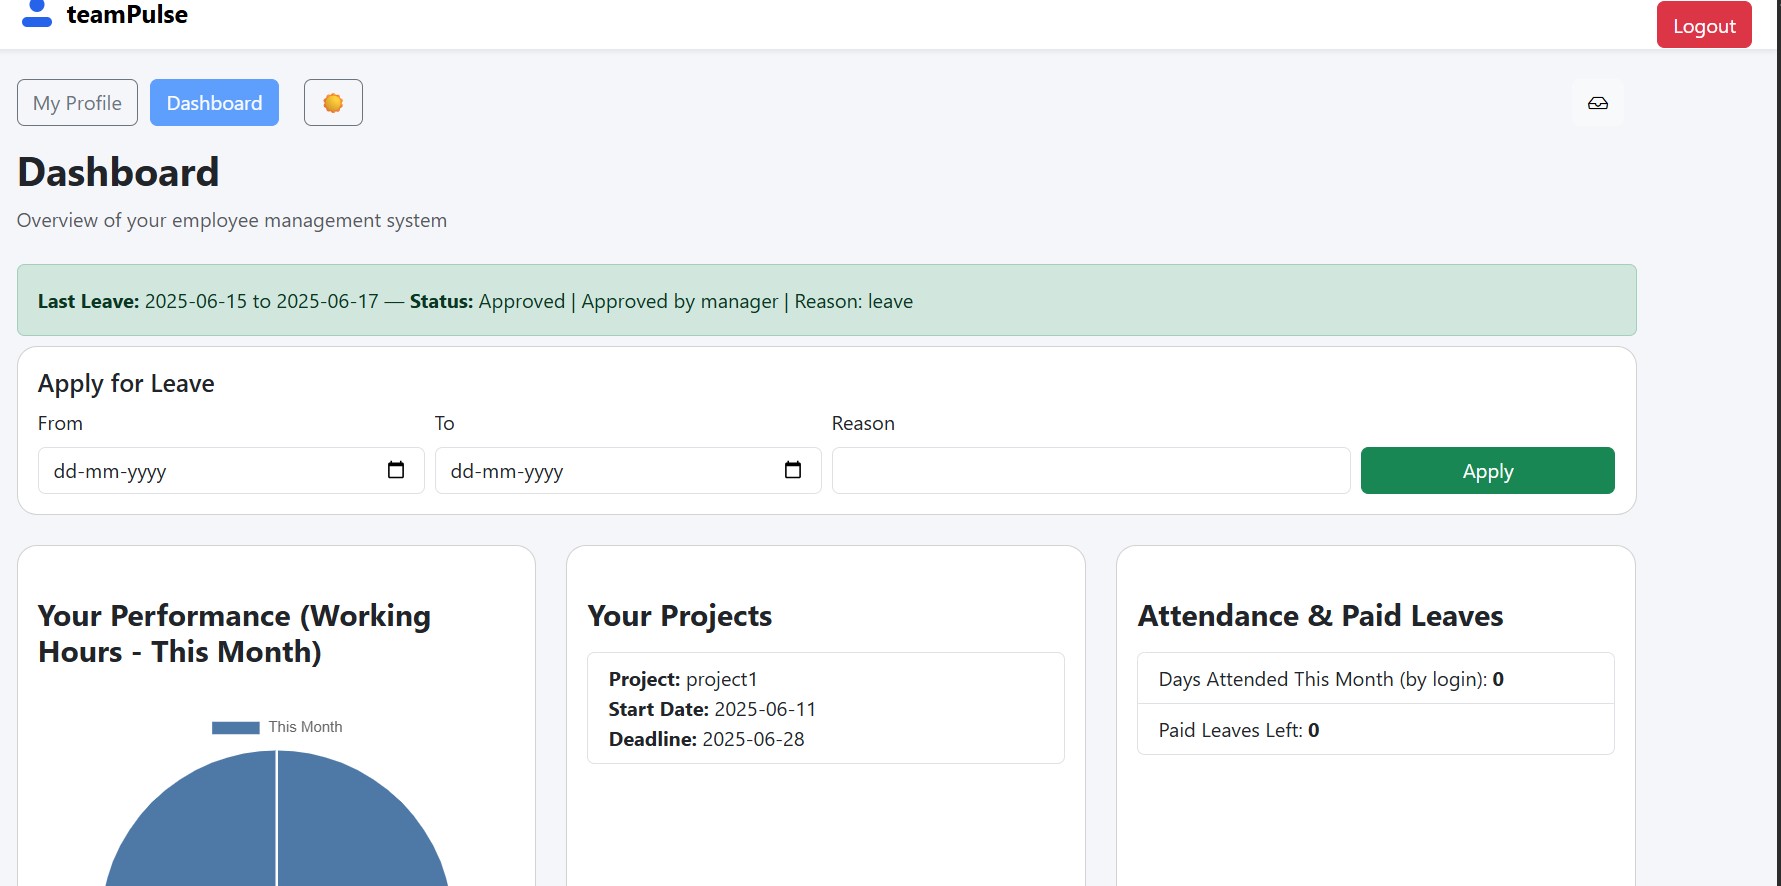 teamPulse
Logout
My Profile
Dashboard
Dashboard
Overview of your employee management system
Last Leave: 2025-06-15 to 2025-06-17 — Status: Approved | Approved by manager | Reason: leave
Apply for Leave
From
To
Reason
dd-mm-yyyy
dd-mm-yyyy
Apply
Your Performance (Working
Hours - This Month)
This Month
Your Projects
Project: project1
Start Date: 2025-06-11
Deadline: 2025-06-28
Attendance & Paid Leaves
Days Attended This Month (by login): 0
Paid Leaves Left: 0